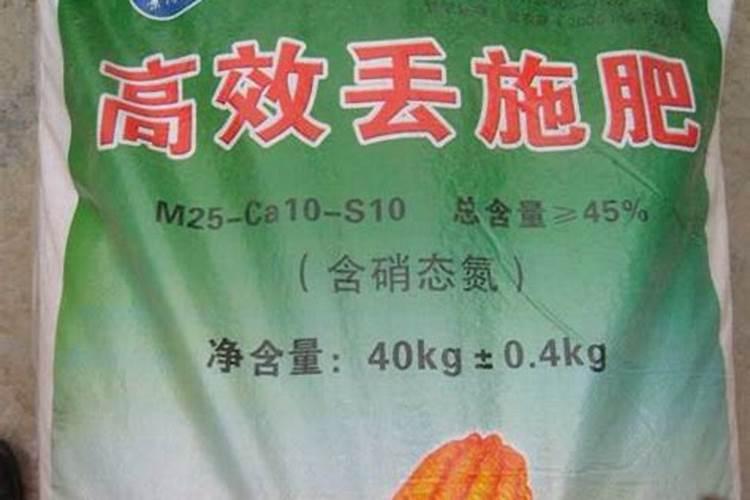 高效丢施肥
M25-Ca10-S10 总含量≥45%
(含硝态氮)
净含量:40kg±0.4kg